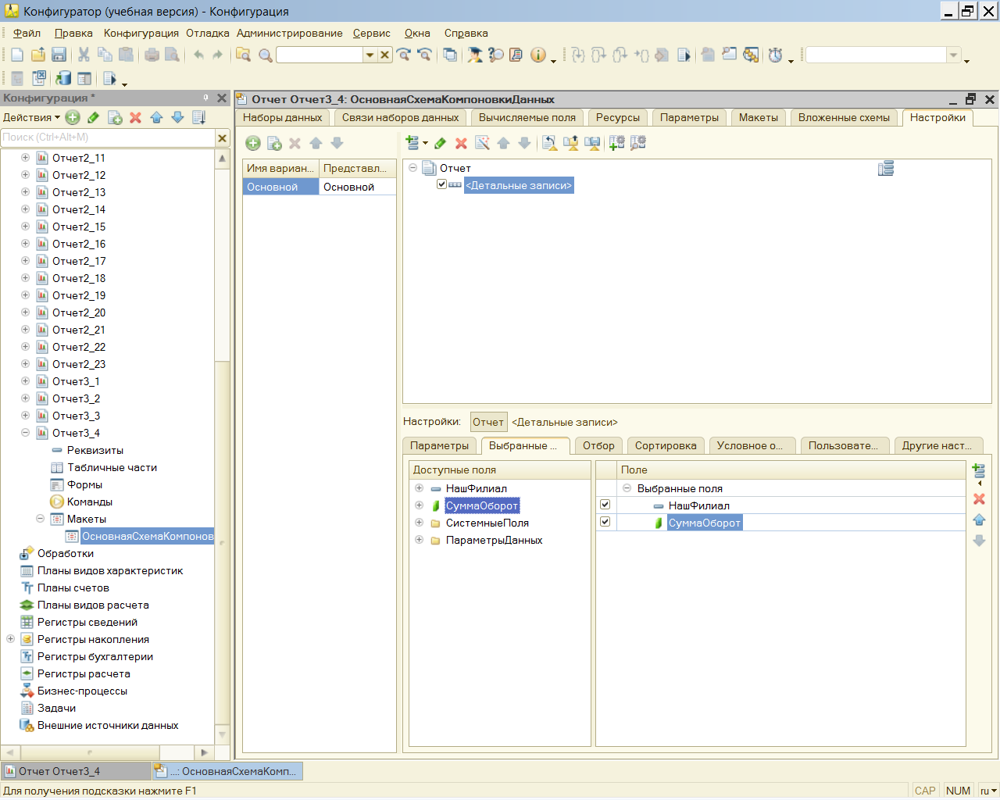 Конфигуратор (учебная версия) - Конфигурация
Файл Правка Конфигурация Отладка Администрирование Сервис Окна Справка
Конфигурация *
Действия
Поиск (Ctrl+Alt+M)
Отчет2_11
Отчет2_12
Отчет2_13
Отчет2_14
Отчет2_15
Отчет2_16
Отчет2_17
Отчет2_18
Отчет2_19
Отчет2_20
Отчет2_21
Отчет2_22
Отчет2_23
Отчет3_1
Отчет3_2
Отчет3_3
Отчет3_4
Реквизиты
Табличные части
Формы
Команды
Макеты
ОсновнаяСхемаКомпонов
Обработки
Планы видов характеристик
Планы счетов
Планы видов расчета
Регистры сведений
Регистры накопления
Регистры бухгалтерии
Регистры расчета
Бизнес-процессы
Задачи
Внешние источники данных
Отчет Отчет3_4: ОсновнаяСхемаКомпоновкиДанных
Наборы данных Связи наборов данных Вычисляемые поля Ресурсы Параметры Макеты Вложенные схемы Настройки
Имя вариан... Представл...
Основной Основной
Отчет
<Детальные записи>
Настройки: Отчет <Детальные записи>
Параметры Выбранные ... Отбор Сортировка Условное о... Пользовате... Другие наст...
Доступные поля
НашФилиал
СуммаОборот
СистемныеПоля
ПараметрыДанных
Поле
Выбранные поля
НашФилиал
СуммаОборот
Отчет Отчет3_4 ...: ОсновнаяСхемаКомп...
Для получения подсказки нажмите F1 CAP NUM ru